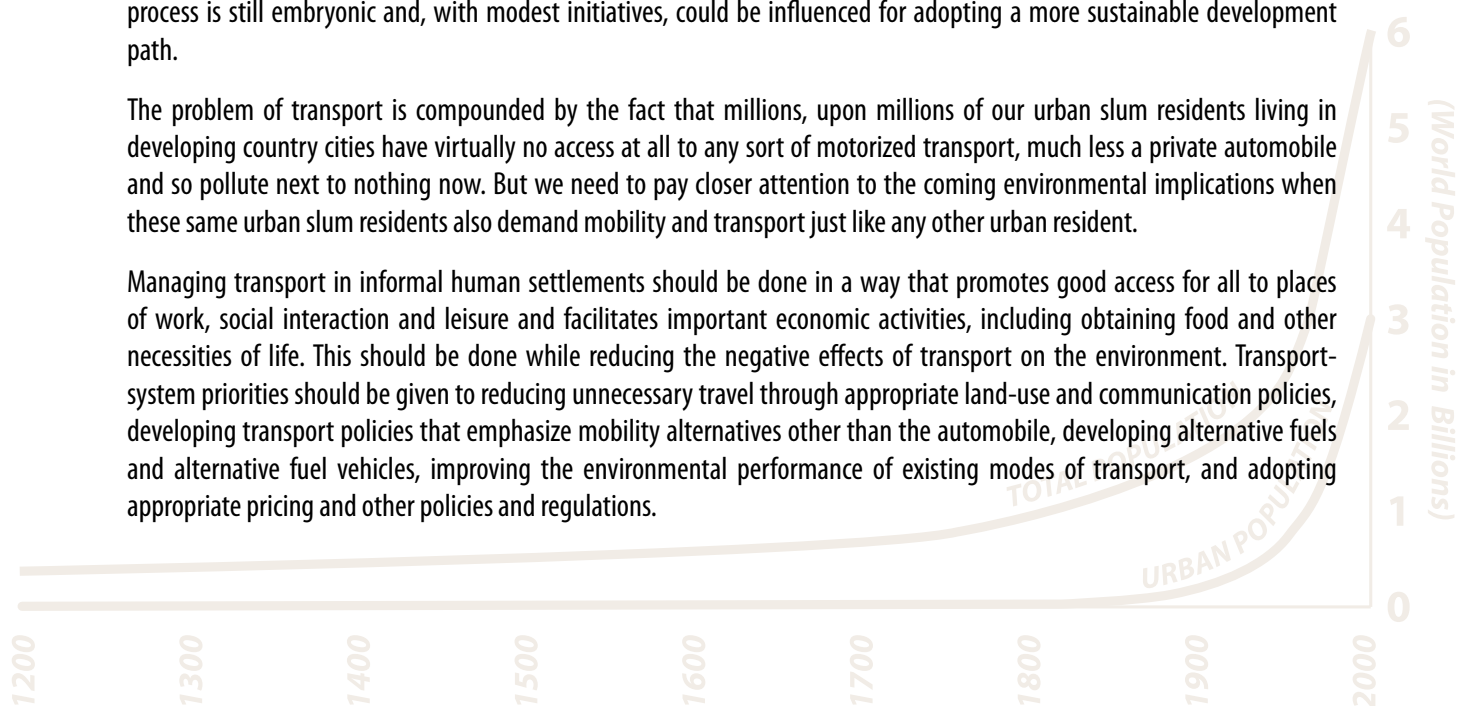 process is still embryonic and, with modest initiatives, could be influenced for adopting a more sustainable development
path.
The problem of transport is compounded by the fact that millions, upon millions of our urban slum residents living in
developing country cities have virtually no access at all to any sort of motorized transport, much less a private automobile
and so pollute next to nothing now. But we need to pay closer attention to the coming environmental implications when
these same urban slum residents also demand mobility and transport just like any other urban resident.
Managing transport in informal human settlements should be done in a way that promotes good access for all to places
of work, social interaction and leisure and facilitates important economic activities, including obtaining food and other
necessities of life. This should be done while reducing the negative effects of transport on the environment. Transport-
system priorities should be given to reducing unnecessary travel through appropriate land-use and communication policies,
developing transport policies that emphasize mobility alternatives other than the automobile, developing alternative fuels
and alternative fuel vehicles, improving the environmental performance of existing modes of transport, and adopting
appropriate pricing and other policies and regulations.
TOTAL POPULATION
URBAN POPULATION
6
5
4
3
2
1
0
(World Population in Billions)
1200
1300
1400
1500
1600
1700
1800
1900
2000